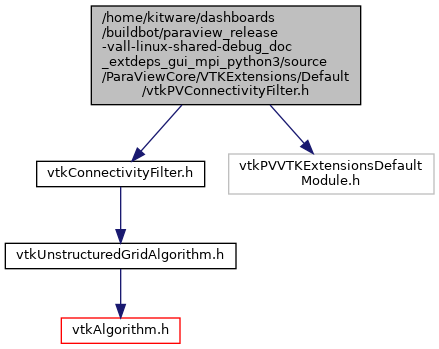 /home/kitware/dashboards
/buildbot/paraview_release
-vall-linux-shared-debug_doc
_extdeps_gui_mpi_python3/source
/ParaViewCore/VTKExtensions/Default
/vtkPVConnectivityFilter.h
vtkConnectivityFilter.h
vtkPVVTKExtensionsDefault
Module.h
vtkUnstructuredGridAlgorithm.h
vtkAlgorithm.h